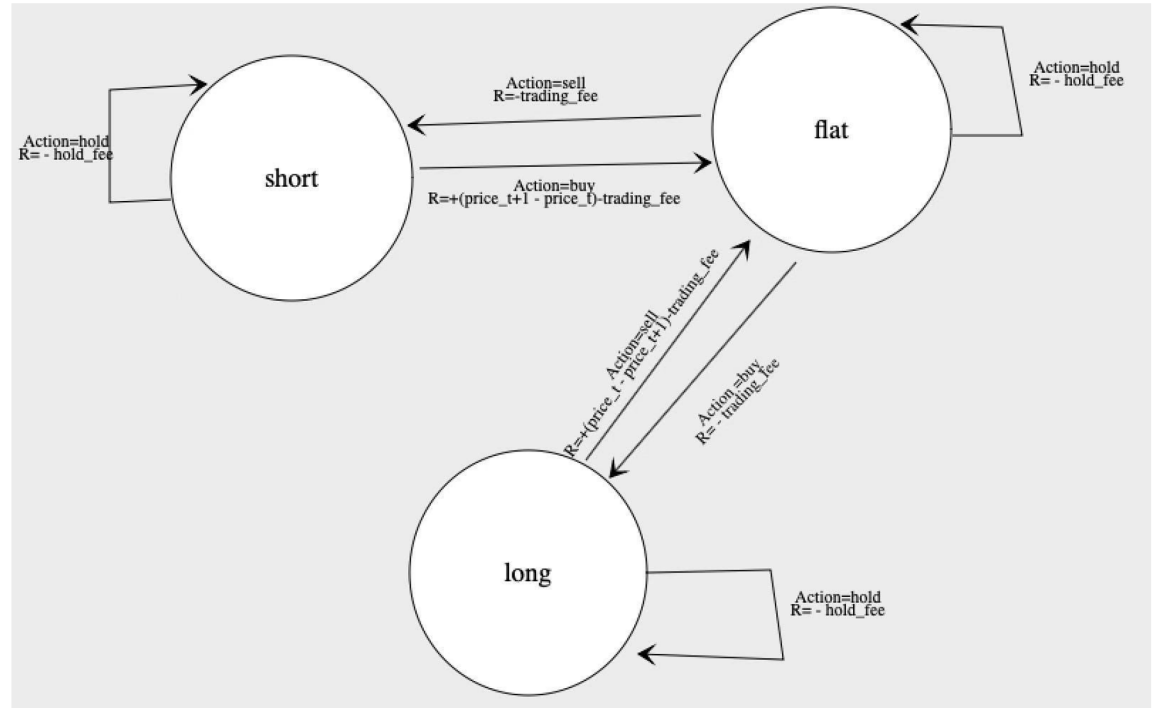 Action=sell
R=-trading_fee
flat
Action=hold
R= - hold_fee
Action=hold
R= - hold_fee
short
Action=buy
R=+(price_t+1 - price_t)-trading_fee
Action=sell
R=+(price_t - price_t+1)-trading_fee
Action =buy
R= - trading_fee
long
Action=hold
R= - hold_fee